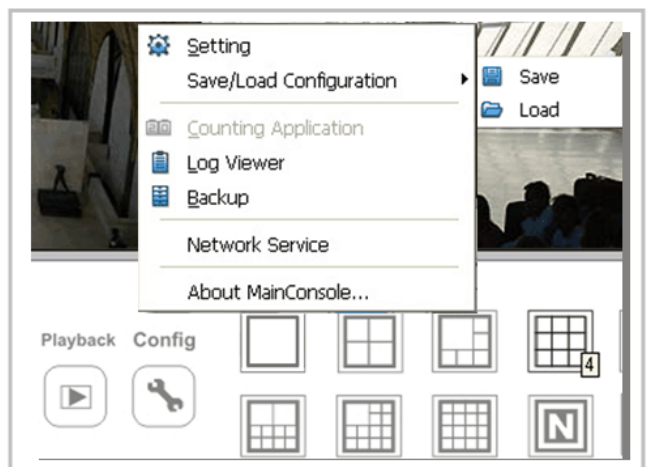 Setting
Save/Load Configuration
Save
Load
Counting Application
Log Viewer
Backup
Network Service
About MainConsole...
Playback Config
4
N